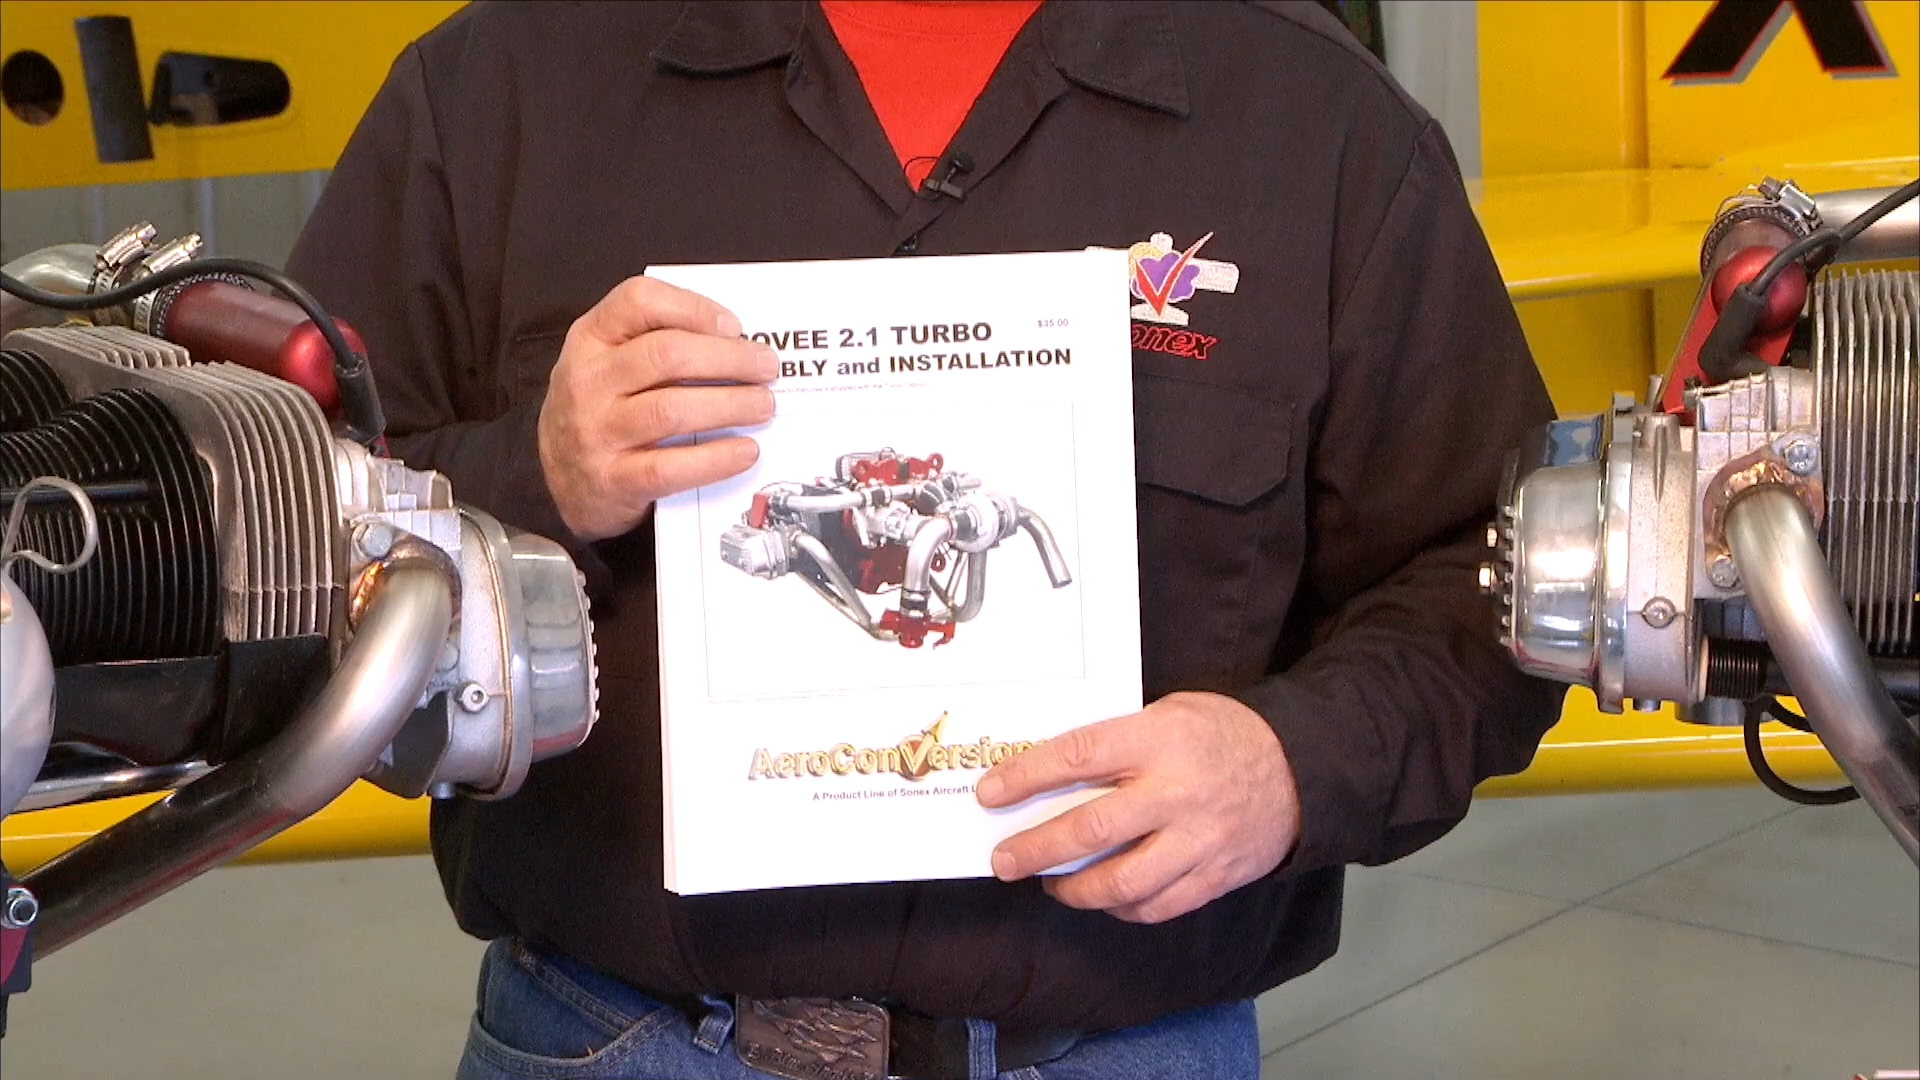 $35.00
OVEE 2.1 TURBO
BLY and INSTALLATION
AeroConversion
A Product Line of Sonex Aircraft L
onex
X